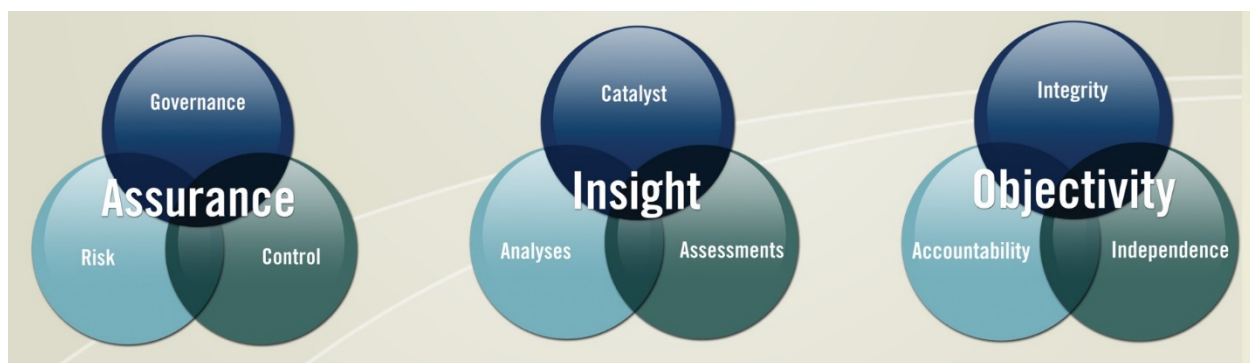 Governance
Assurance
Risk
Control
Catalyst
Insight
Analyses
Assessments
Integrity
Objectivity
Accountability
Independence